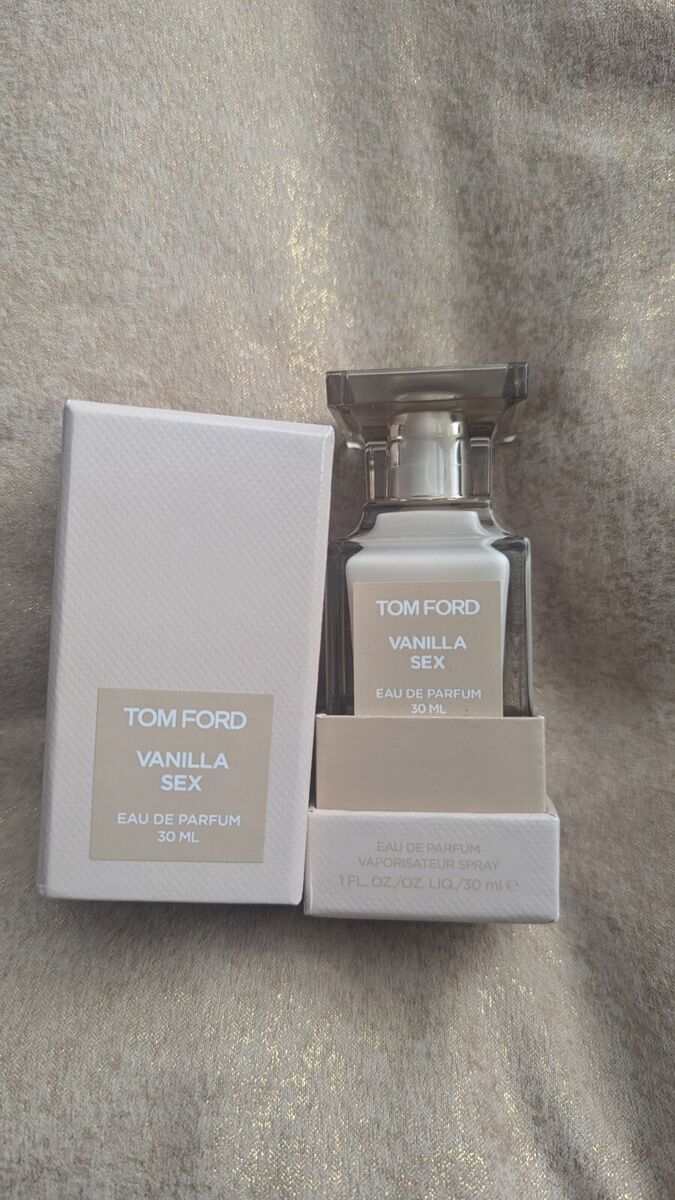 TOM FORD
VANILLA
SEX
EAU DE PARFUM
30 ML
TOM FORD
VANILLA
SEX
EAU DE PARFUM
30 ML
EAU DE PARFUM
VAPORISATEUR SPRAY
1 FL. OZ./OZ. LIQ./30 ml ℮